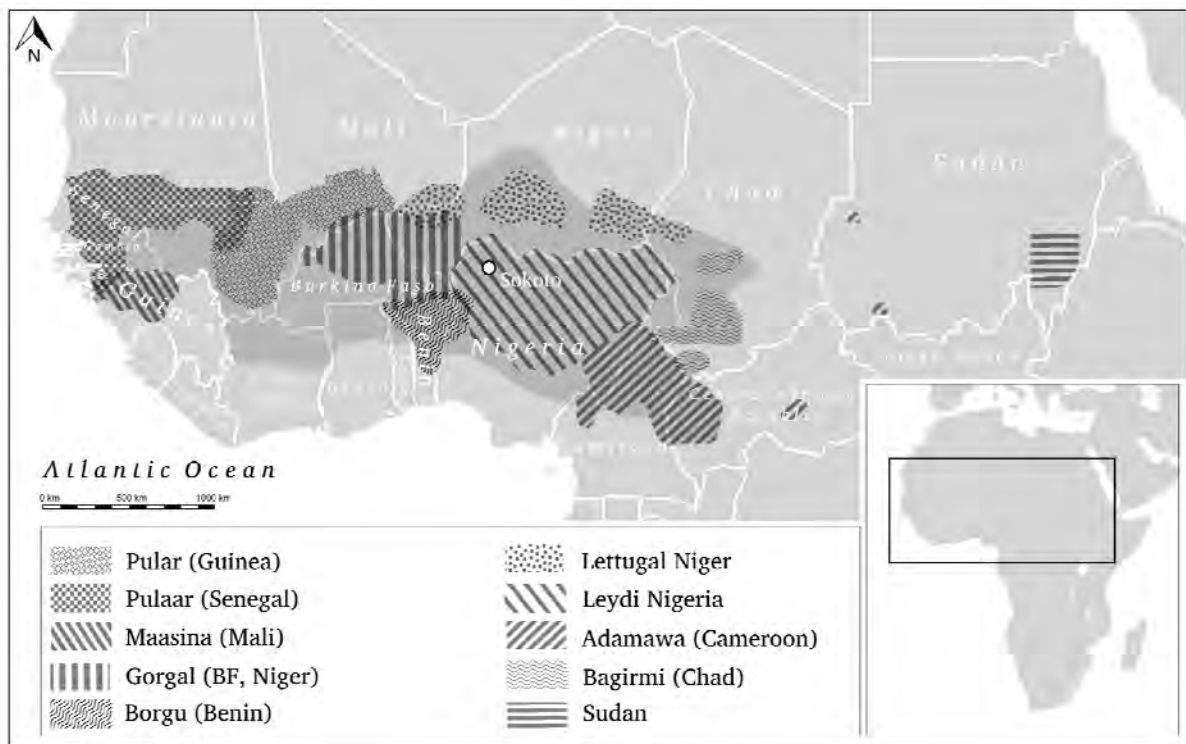 N
Mali
Niger
Sudan
Chad
Senegal
Sokoto
Burkina Faso
Guinea
Benin
Nigeria
Atlantic Ocean
0 km 500 km 1000 km
Pular (Guinea)
Pulaar (Senegal)
Maasina (Mali)
Gorgal (BF, Niger)
Borgu (Benin)
Lettugal Niger
Leydi Nigeria
Adamawa (Cameroon)
Bagirmi (Chad)
Sudan